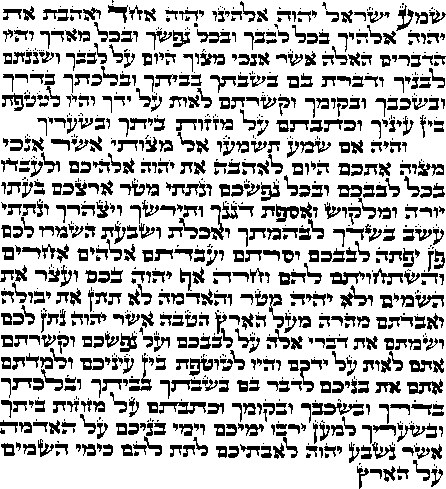 שמע ישראל יהוה אלהינו יהוה אחד ואהבת את
יהוה אלהיך בכל לבבך ובכל נפשך ובכל מאדך והיו
הדברים האלה אשר אנכי מצוך היום על לבבך ושננתם
לבניך ודברת בם בשבתך בביתך ובלכתך בדרך
ובשכבך ובקומך וקשרתם לאות על ידך והיו לטטפת
בין עיניך וכתבתם על מזזות ביתך ובשעריך
והיה אם שמע תשמעו אל מצותי אשר אנכי
מצוה אתכם היום לאהבה את יהוה אלהיכם ולעבדו
בכל לבבכם ובכל נפשכם ונתתי מטר ארצכם בעתו
יורה ומלקוש ואספת דגנך ותירשך ויצהרך ונתתי
עשב בשדך לבהמתך ואכלת ושבעת השמרו לכם
פן יפתה לבבכם וסרתם ועבדתם אלהים אחרים
והשתחויתם להם וחרה אף יהוה בכם ועצר את
השמים ולא יהיה מטר והאדמה לא תתן את יבולה
ואבדתם מהרה מעל הארץ הטבה אשר יהוה נתן לכם
ושמתם את דברי אלה על לבבכם ועל נפשכם וקשרתם
אתם לאות על ידכם והיו לטוטפת בין עיניכם ולמדתם
אתם את בניכם לדבר בם בשבתך בביתך ובלכתך
בדרך ובשכבך ובקומך וכתבתם על מזוזות ביתך
ובשעריך למען ירבו ימיכם וימי בניכם על האדמה
אשר נשבע יהוה לאבתיכם לתת להם כימי השמים
על הארץ